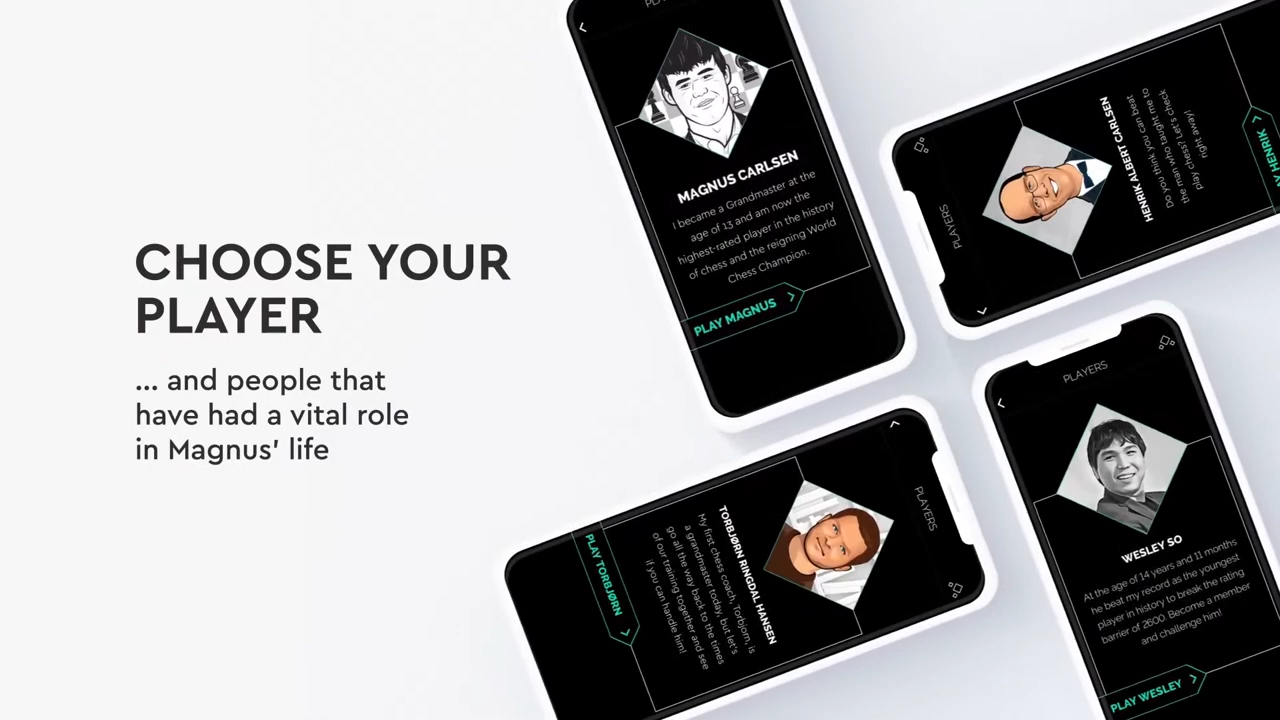 CHOOSE YOUR
PLAYER
... and people that
have had a vital role
in Magnus' life
MAGNUS CARLSEN
I became a Grandmaster at the
age of 13 and am now the
highest-rated player in the history
of chess and the reigning World
Chess Champion.
PLAY MAGNUS
PLAYERS
HENRIK ALBERT CARLSEN
Do you think you can beat
the man who taught me to
play chess? Let's check
right away!
HENRIK
PLAYERS
TORBJØRN RINGDAL HANSEN
My first chess coach, Torbjorn, is
a grandmaster today, but let's
go all the way back to the times
of our training together and see
if you can handle him!
PLAY TORBJØRN
PLAYERS
WESLEY SO
At the age of 14 years and 11 months
he beat my record as the youngest
player in history to break the rating
barrier of 2600. Become a member
and challenge him!
PLAY WESLEY